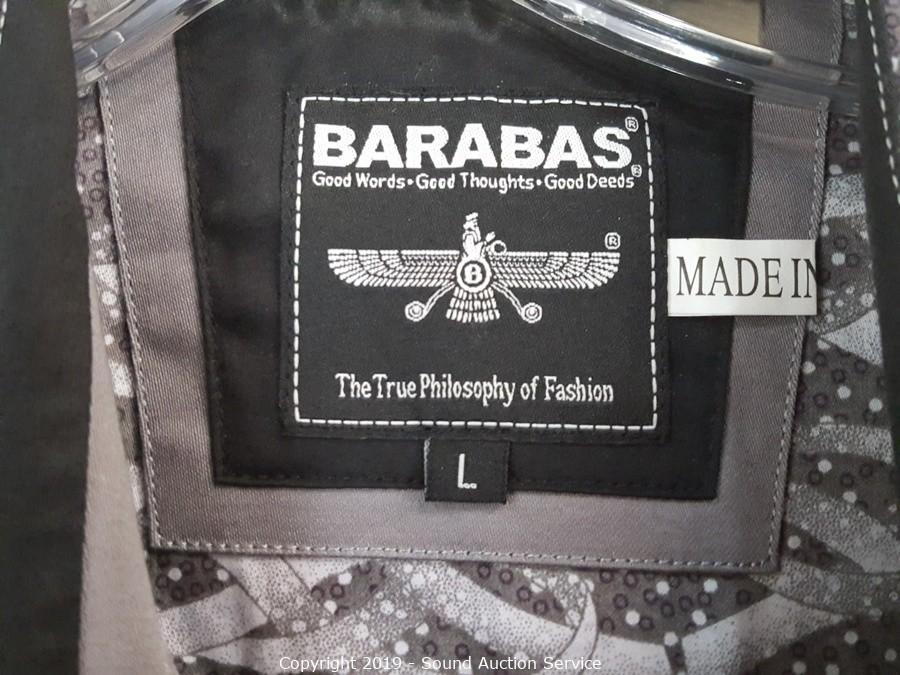 BARABAS®
Good Words • Good Thoughts • Good Deeds®
®
B
MADE IN
The True Philosophy of Fashion
L
Copyright 2019 - Sound Auction Service